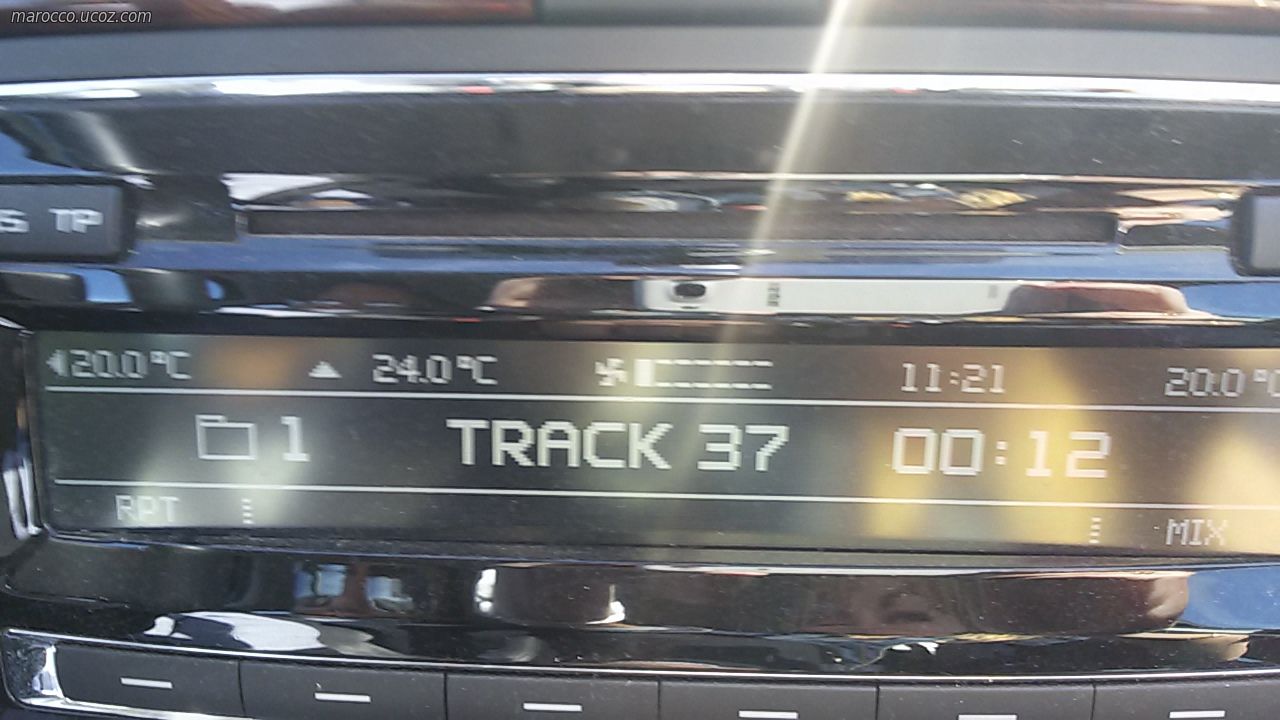 marocco.ucoz.com
TP
20.0°C 24.0°C 11:21 20.0°C
1 TRACK 37 00:12
RPT MIX